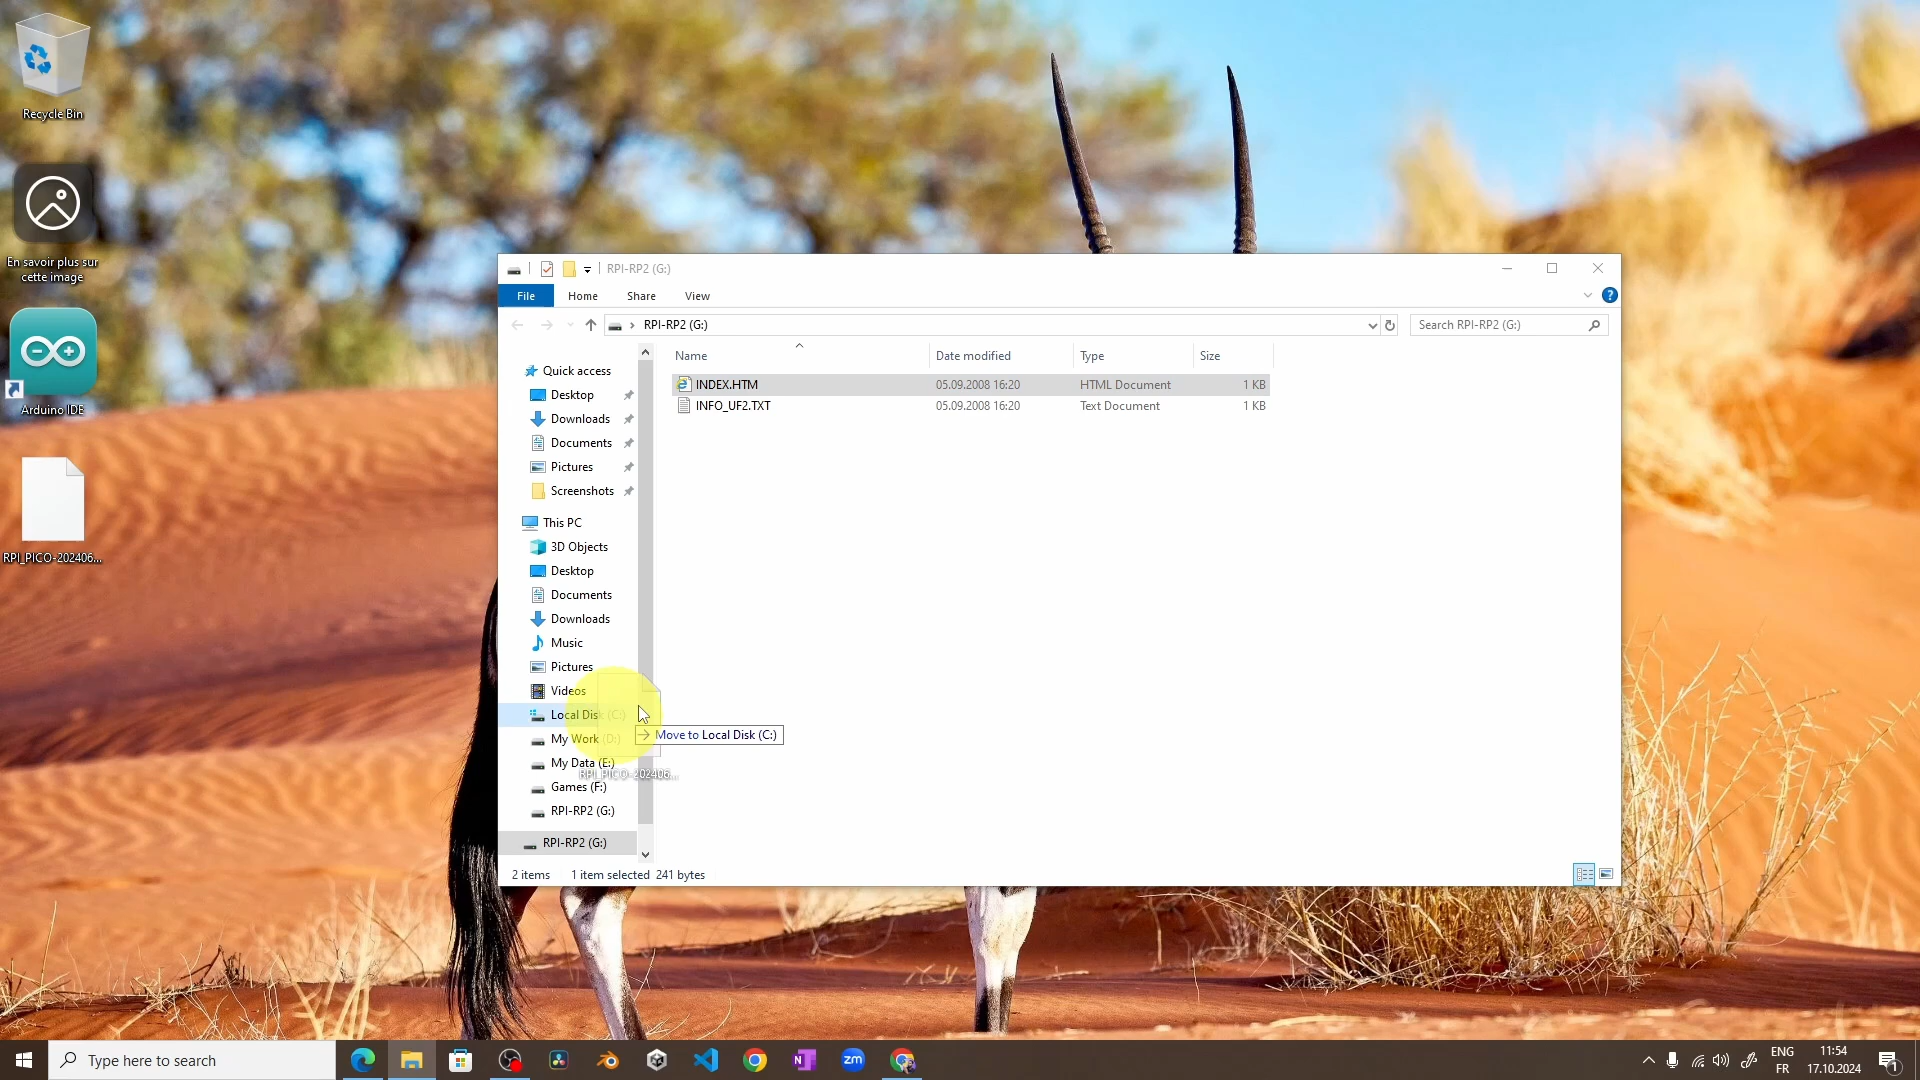 Recycle Bin
En savoir plus sur
cette image
Arduino IDE
RPI_PICO-202406...
RPI-RP2 (G:)
File
Home
Share
View
RPI-RP2 (G:)
Search RPI-RP2 (G:)
Name
Date modified
Type
Size
INDEX.HTM
05.09.2008 16:20
HTML Document
1 KB
INFO_UF2.TXT
05.09.2008 16:20
Text Document
1 KB
Quick access
Desktop
Downloads
Documents
Pictures
Screenshots
This PC
3D Objects
Desktop
Documents
Downloads
Music
Pictures
Videos
Local Disk (C:)
Move to Local Disk (C:)
My Work (D:)
My Data (E:)
RPI_PICO-202406...
Games (F:)
RPI-RP2 (G:)
RPI-RP2 (G:)
2 items
1 item selected 241 bytes
Type here to search
zm
ENG
FR
11:54
17.10.2024
1